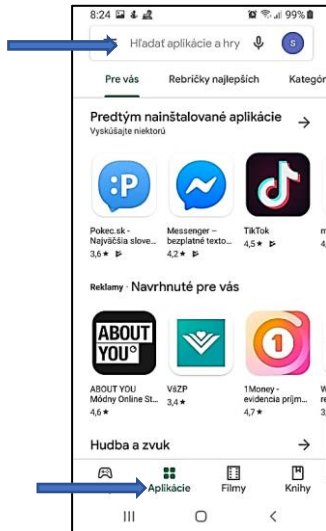 8:24 99%
Hľadať aplikácie a hry S
Pre vás Rebríčky najlepších Kategór
Predtým nainštalované aplikácie →
Vyskúšajte niektorú
:P
Pokec.sk - Messenger – TikTok
Najväčšia slove... bezplatné texto... 4,5★
3,6★ 4,2★
Reklamy · Navrhnuté pre vás
ABOUT
YOU°
1
ABOUT YOU VšZP 1Money -
Módny Online St... 3,4★ evidencia príjm...
4,6★ 4,7★
Hudba a zvuk →
Aplikácie Filmy Knihy